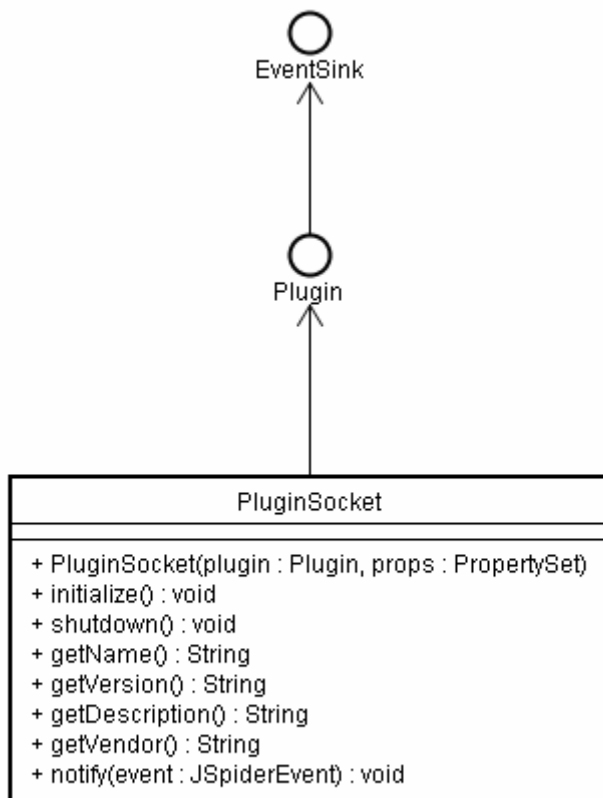 EventSink
Plugin
PluginSocket
+ PluginSocket(plugin : Plugin, props : PropertySet)
+ initialize() : void
+ shutdown() : void
+ getName() : String
+ getVersion() : String
+ getDescription() : String
+ getVendor() : String
+ notify(event : JSpiderEvent) : void